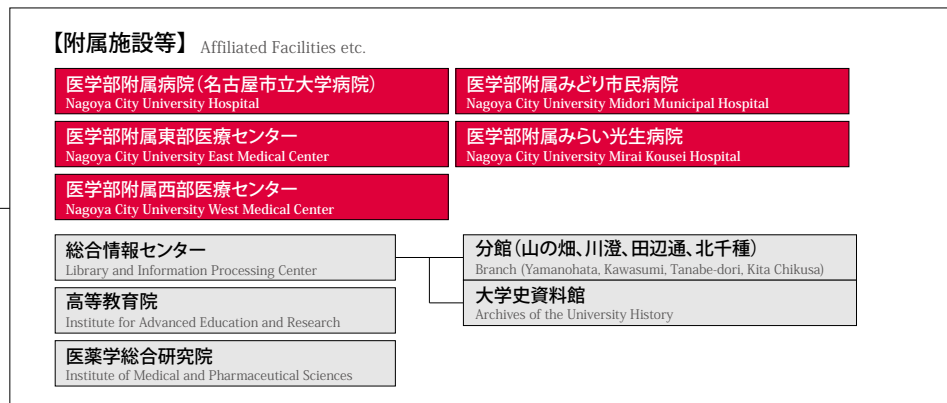 【附属施設等】 Affiliated Facilities etc.
医学部附属病院(名古屋市立大学病院)
Nagoya City University Hospital
医学部附属みどり市民病院
Nagoya City University Midori Municipal Hospital
医学部附属東部医療センター
Nagoya City University East Medical Center
医学部附属みらい光生病院
Nagoya City University Mirai Kousei Hospital
医学部附属西部医療センター
Nagoya City University West Medical Center
総合情報センター
Library and Information Processing Center
分館(山の畑、川澄、田辺通、北千種)
Branch (Yamanohata, Kawasumi, Tanabe-dori, Kita Chikusa)
大学史資料館
Archives of the University History
高等教育院
Institute for Advanced Education and Research
医薬学総合研究院
Institute of Medical and Pharmaceutical Sciences